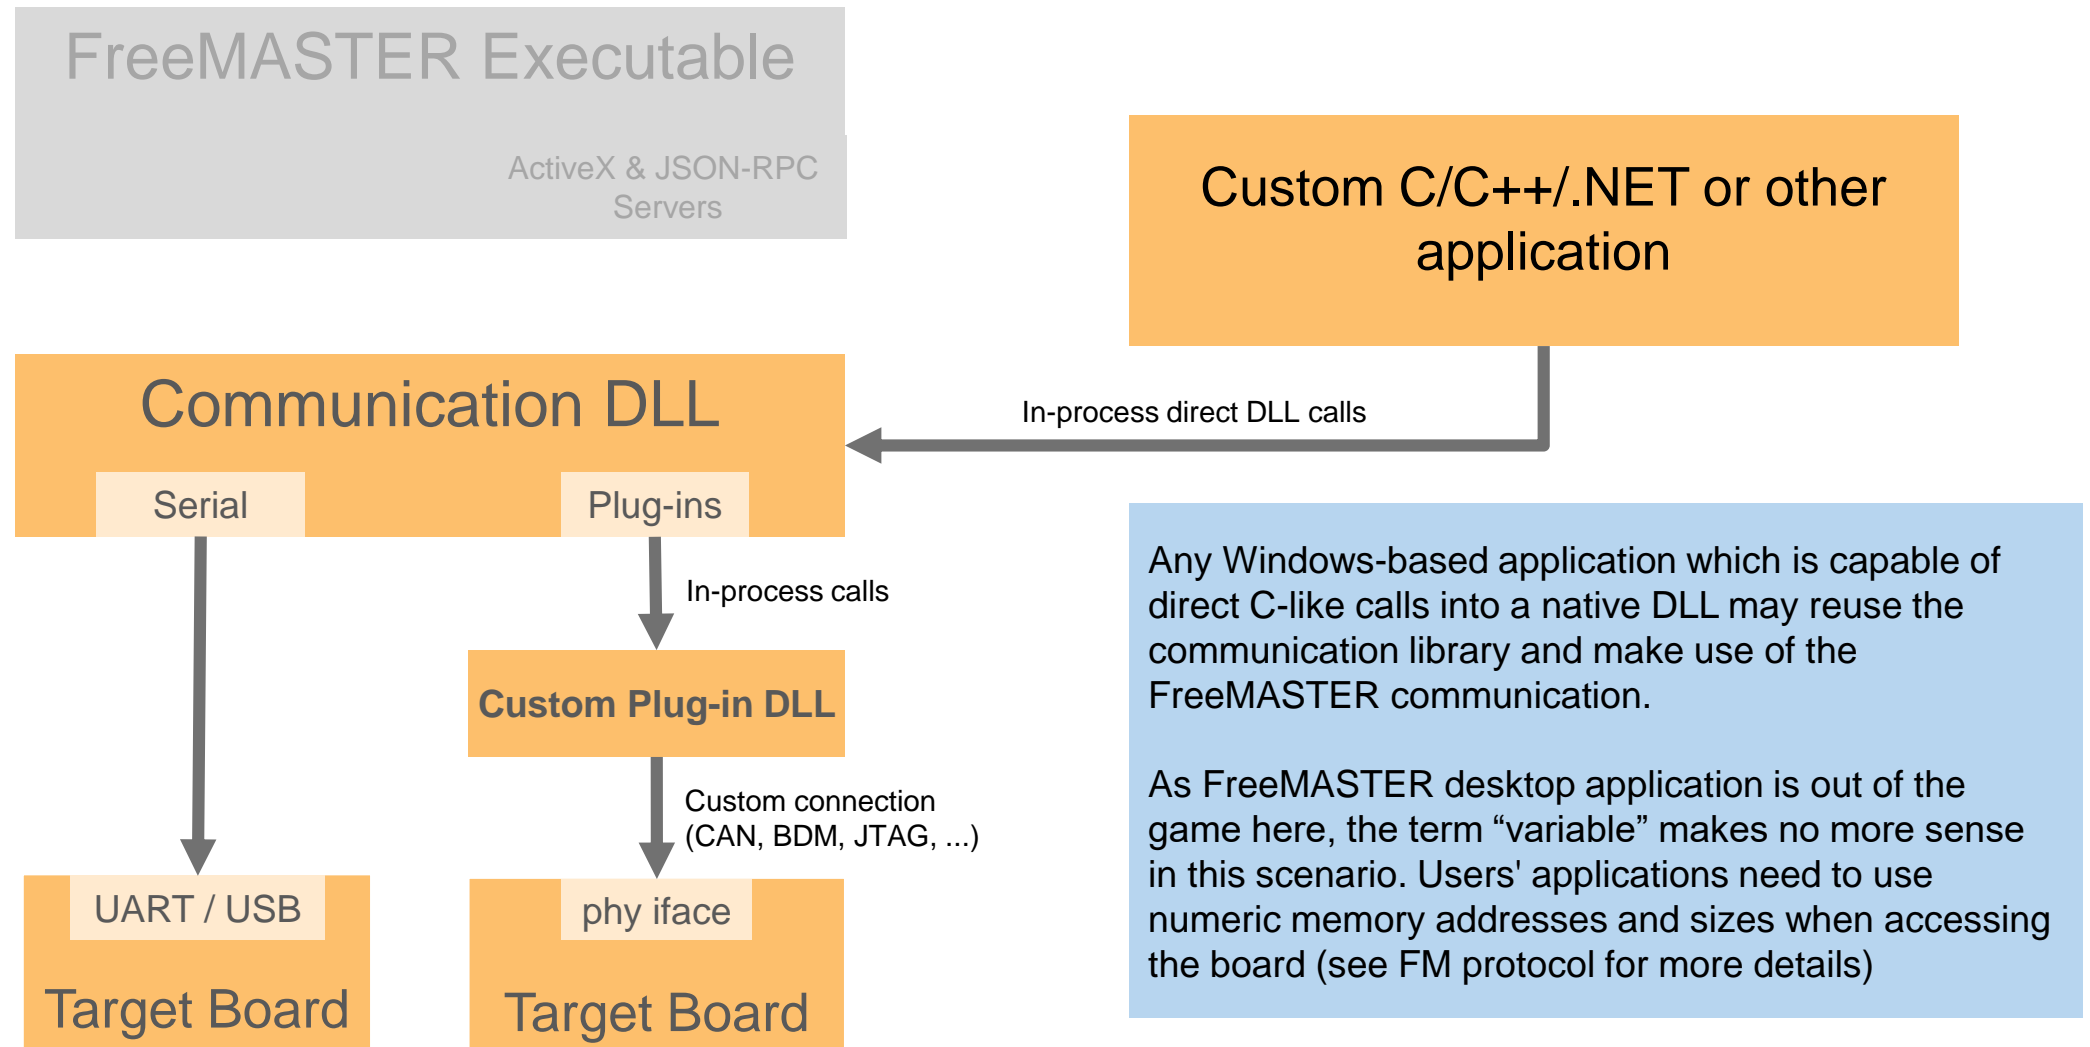 FreeMASTER Executable
ActiveX & JSON-RPC
Servers
Custom C/C++/.NET or other
application
Communication DLL
In-process direct DLL calls
Serial
Plug-ins
In-process calls
Custom Plug-in DLL
Custom connection
(CAN, BDM, JTAG, ...)
UART / USB
phy iface
Target Board
Target Board
Any Windows-based application which is capable of
direct C-like calls into a native DLL may reuse the
communication library and make use of the
FreeMASTER communication.
As FreeMASTER desktop application is out of the
game here, the term “variable” makes no more sense
in this scenario. Users' applications need to use
numeric memory addresses and sizes when accessing
the board (see FM protocol for more details)